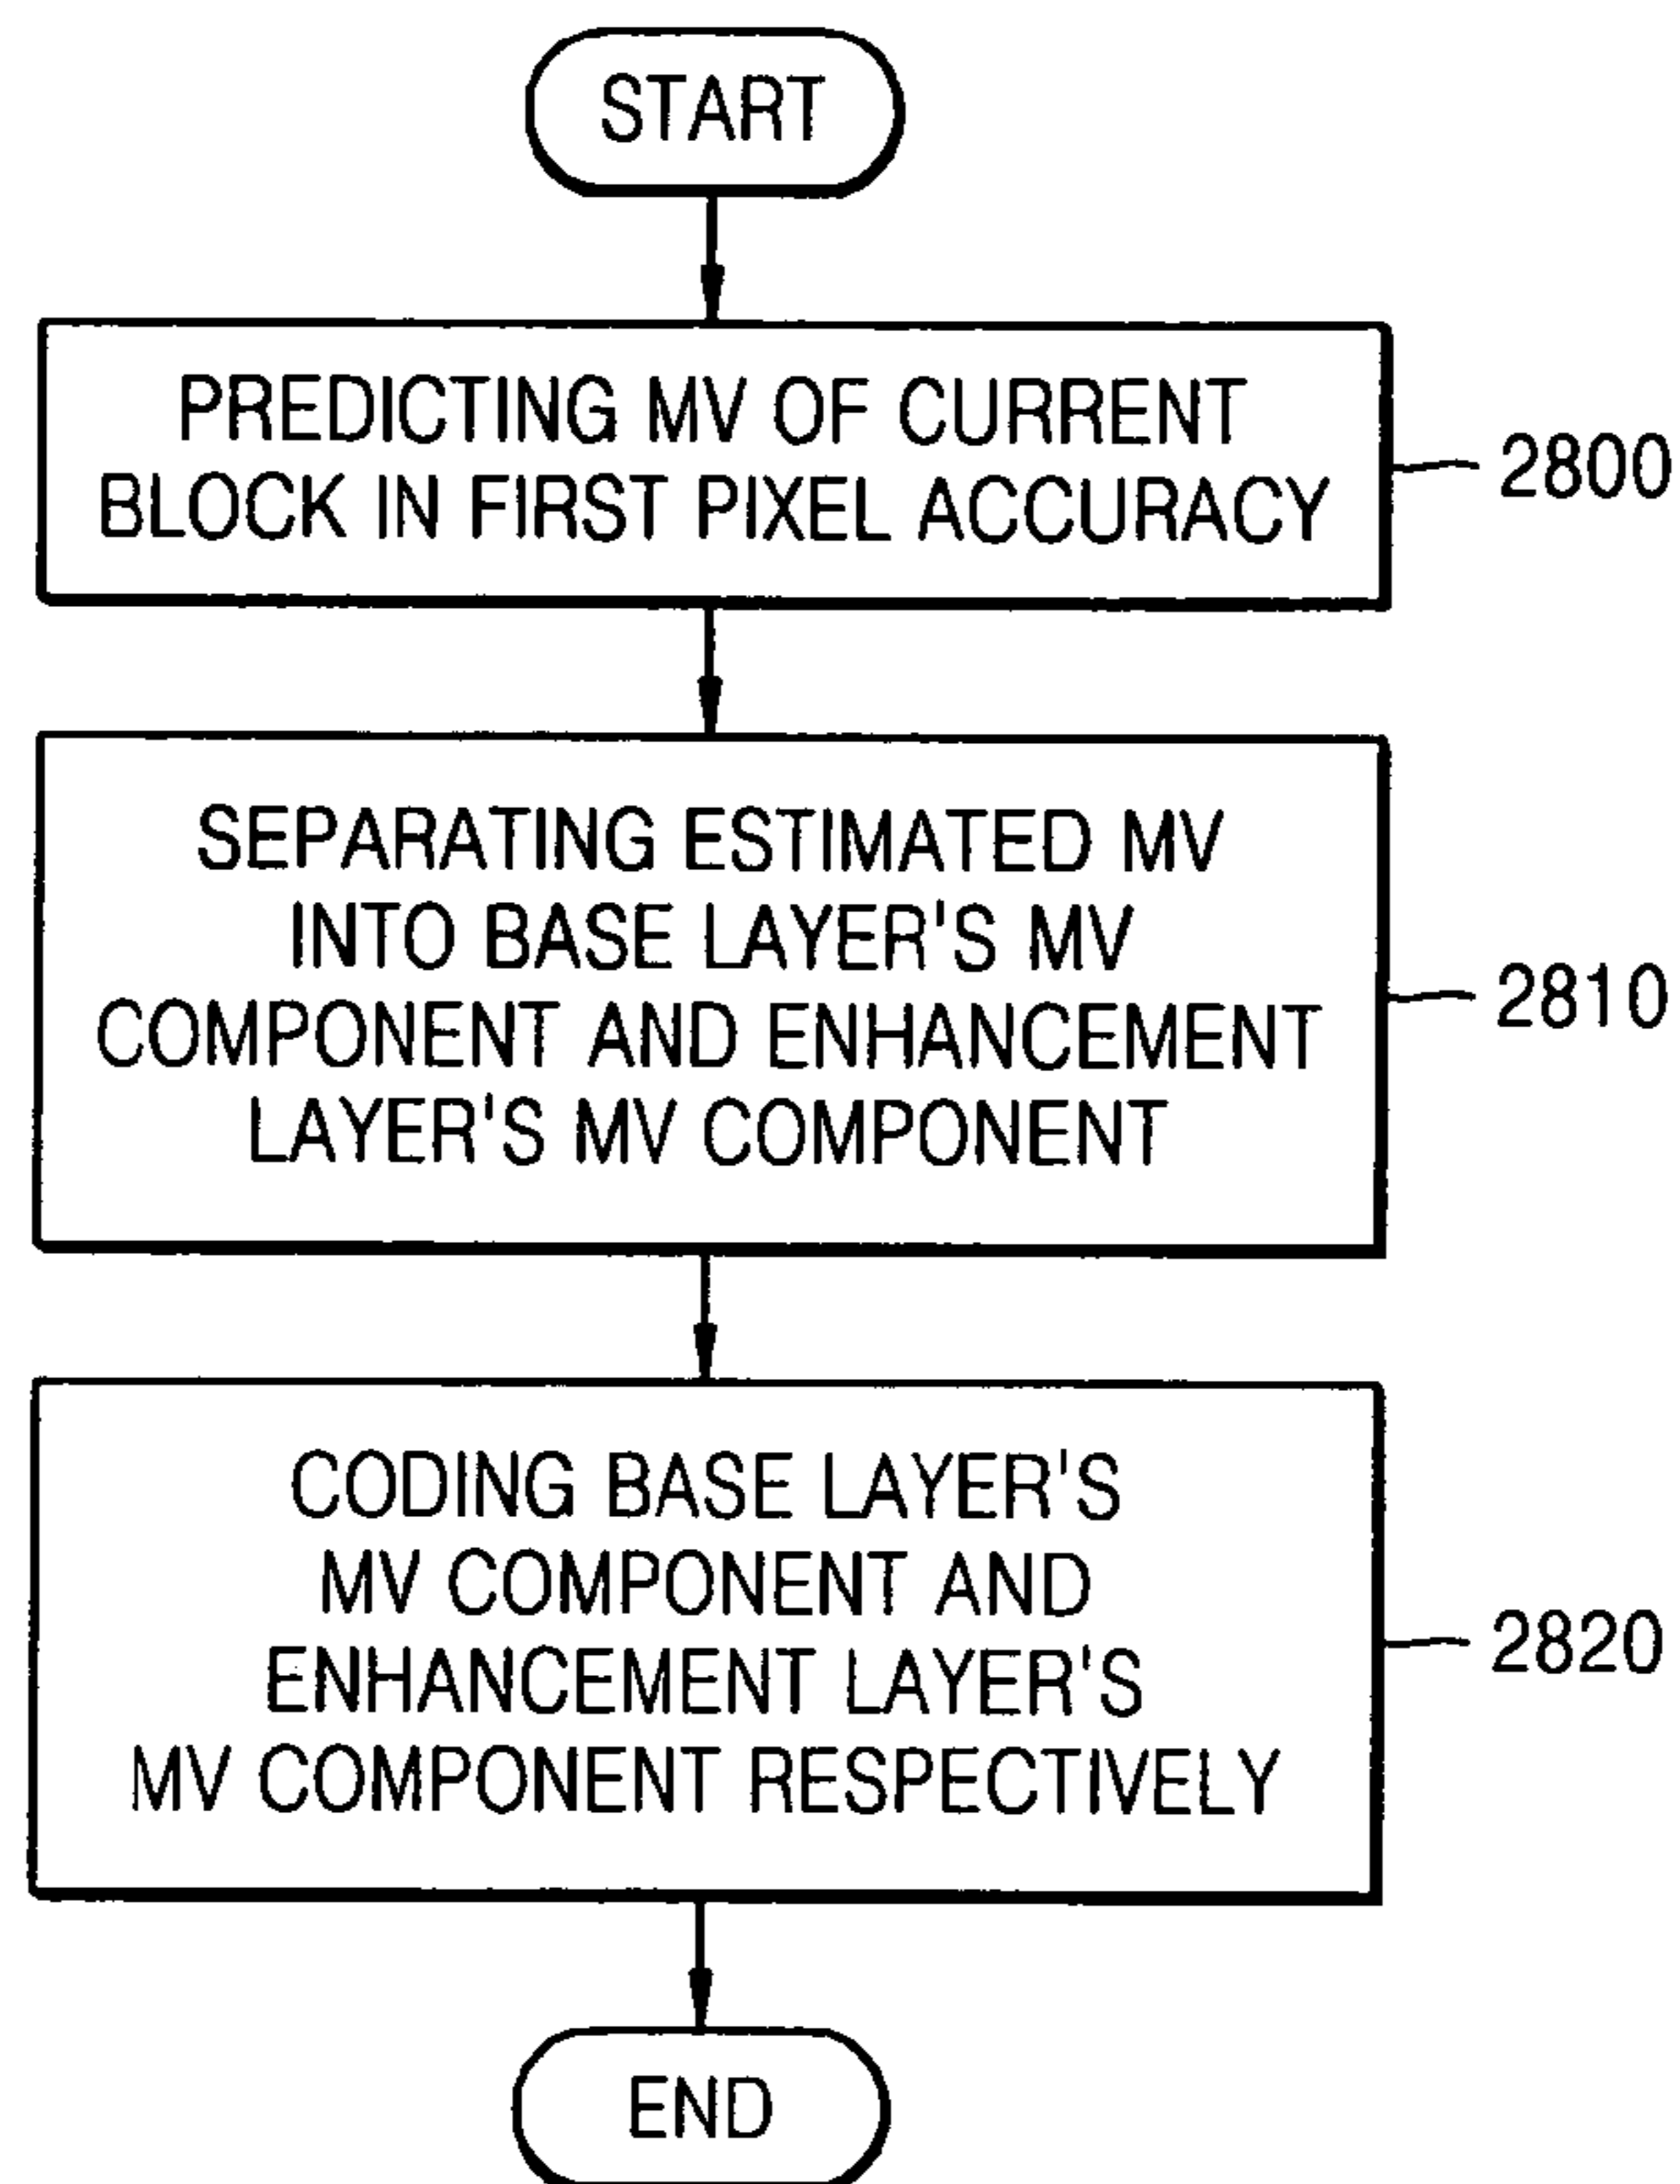 START
PREDICTING MV OF CURRENT
BLOCK IN FIRST PIXEL ACCURACY
2800
SEPARATING ESTIMATED MV
INTO BASE LAYER'S MV
COMPONENT AND ENHANCEMENT
LAYER'S MV COMPONENT
2810
CODING BASE LAYER'S
MV COMPONENT AND
ENHANCEMENT LAYER'S
MV COMPONENT RESPECTIVELY
2820
END